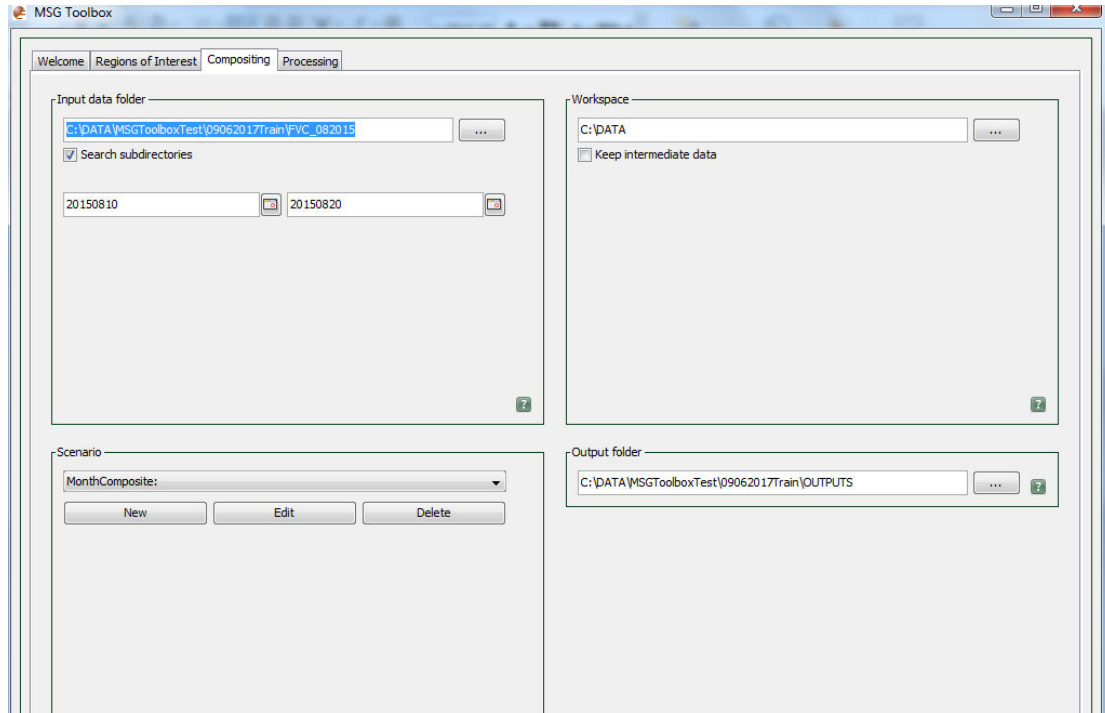 MSG Toolbox
Welcome Regions of Interest Compositing Processing
Input data folder
C:\DATA\MSGToolboxTest\09062017Train\FVC_082015 ...
Search subdirectories
20150810 20150820
?
Workspace
C:\DATA ...
Keep intermediate data
?
Scenario
MonthComposite:
New Edit Delete
Output folder
C:\DATA\MSGToolboxTest\09062017Train\OUTPUTS ... ?